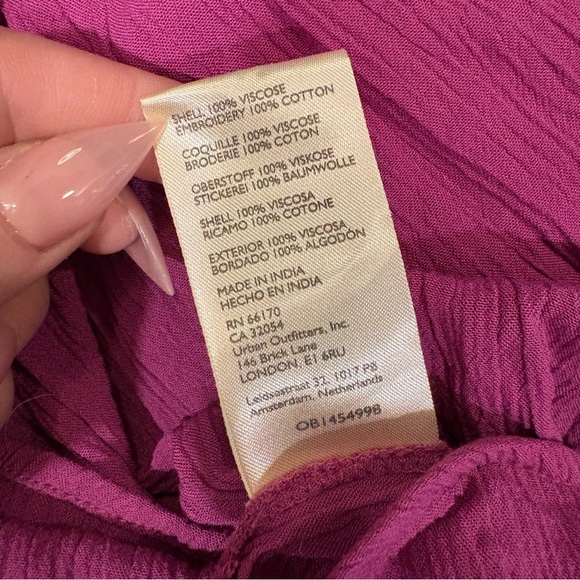 SHELL 100% VISCOSE
EMBROIDERY 100% COTTON
COQUILLE 100% VISCOSE
BRODERIE 100% COTON
OBERSTOFF 100% VISKOSE
STICKEREI 100% BAUMWOLLE
SHELL 100% VISCOSA
RICAMO 100% COTONE
EXTERIOR 100% VISCOSA
BORDADO 100% ALGODÓN
MADE IN INDIA
HECHO EN INDIA
RN 66170
CA 32054
Urban Outfitters, Inc.
146 Brick Lane
LONDON, E1 6RU
Leidsestraat 32, 1017 PB
Amsterdam, Netherlands
OB1454998